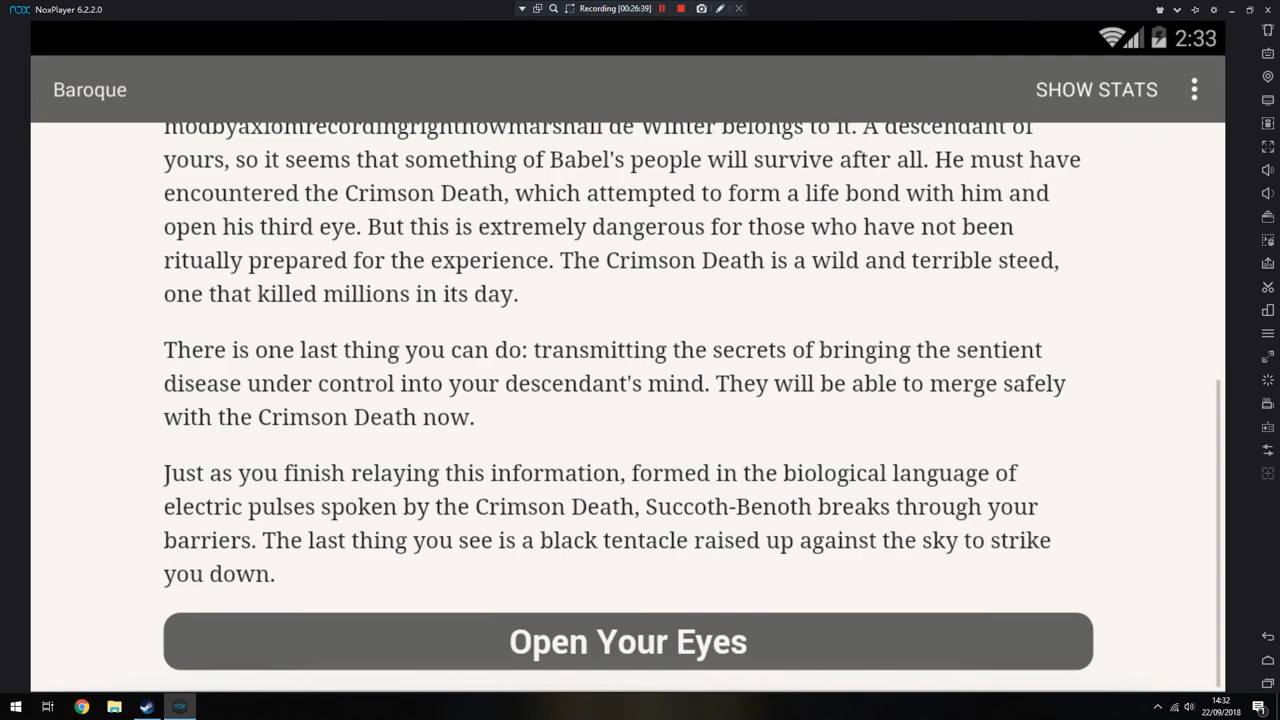 nox NoxPlayer 6.2.2.0
Recording [00:26:39]
2:33
Baroque
SHOW STATS
modbyaxiomrecordingrightnowmarshall de Winter belongs to it. A descendant of
yours, so it seems that something of Babel's people will survive after all. He must have
encountered the Crimson Death, which attempted to form a life bond with him and
open his third eye. But this is extremely dangerous for those who have not been
ritually prepared for the experience. The Crimson Death is a wild and terrible steed,
one that killed millions in its day.
There is one last thing you can do: transmitting the secrets of bringing the sentient
disease under control into your descendant's mind. They will be able to merge safely
with the Crimson Death now.
Just as you finish relaying this information, formed in the biological language of
electric pulses spoken by the Crimson Death, Succoth-Benoth breaks through your
barriers. The last thing you see is a black tentacle raised up against the sky to strike
you down.
Open Your Eyes
nox
14:32
22/09/2018
1